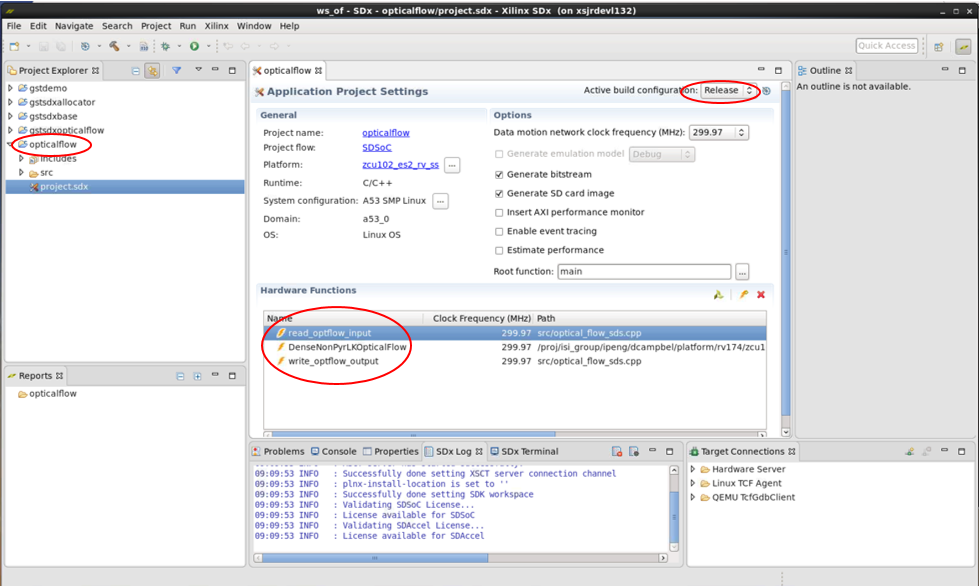 ws_of - SDx - opticalflow/project.sdx - Xilinx SDx (on xsjrdevl132)
File Edit Navigate Search Project Run Xilinx Window Help
Quick Access
Project Explorer
gstdemo
gstsdxallocator
gstsdxbase
gstsdxopticalflow
opticalflow
includes
src
project.sdx
Reports
opticalflow
opticalflow
Application Project Settings
Active build configuration: Release
General
Project name: opticalflow
Project flow: SDSoC
Platform: zcu102_es2_rv_ss ...
Runtime: C/C++
System configuration: A53 SMP Linux ...
Domain: a53_0
OS: Linux OS
Options
Data motion network clock frequency (MHz): 299.97
Generate emulation model Debug
Generate bitstream
Generate SD card image
Insert AXI performance monitor
Enable event tracing
Estimate performance
Root function: main ...
Hardware Functions
Name Clock Frequency (MHz) Path
read_optflow_input 299.97 src/optical_flow_sds.cpp
DenseNonPyrLKOpticalFlow 299.97 /proj/isi_group/ipeng/dcampbel/platform/rv174/zcu1
write_optflow_output 299.97 src/optical_flow_sds.cpp
Problems Console Properties SDx Log SDx Terminal
09:09:53 INFO : Successfully done setting XSCT server connection channel
09:09:53 INFO : plnx-install-location is set to ''
09:09:53 INFO : Successfully done setting SDK workspace
09:09:53 INFO : Validating SDSoC License...
09:09:53 INFO : License available for SDSoC
09:09:53 INFO : Validating SDAccel License...
09:09:53 INFO : License available for SDAccel
Outline
An outline is not available.
Target Connections
Hardware Server
Linux TCF Agent
QEMU TcfGdbClient